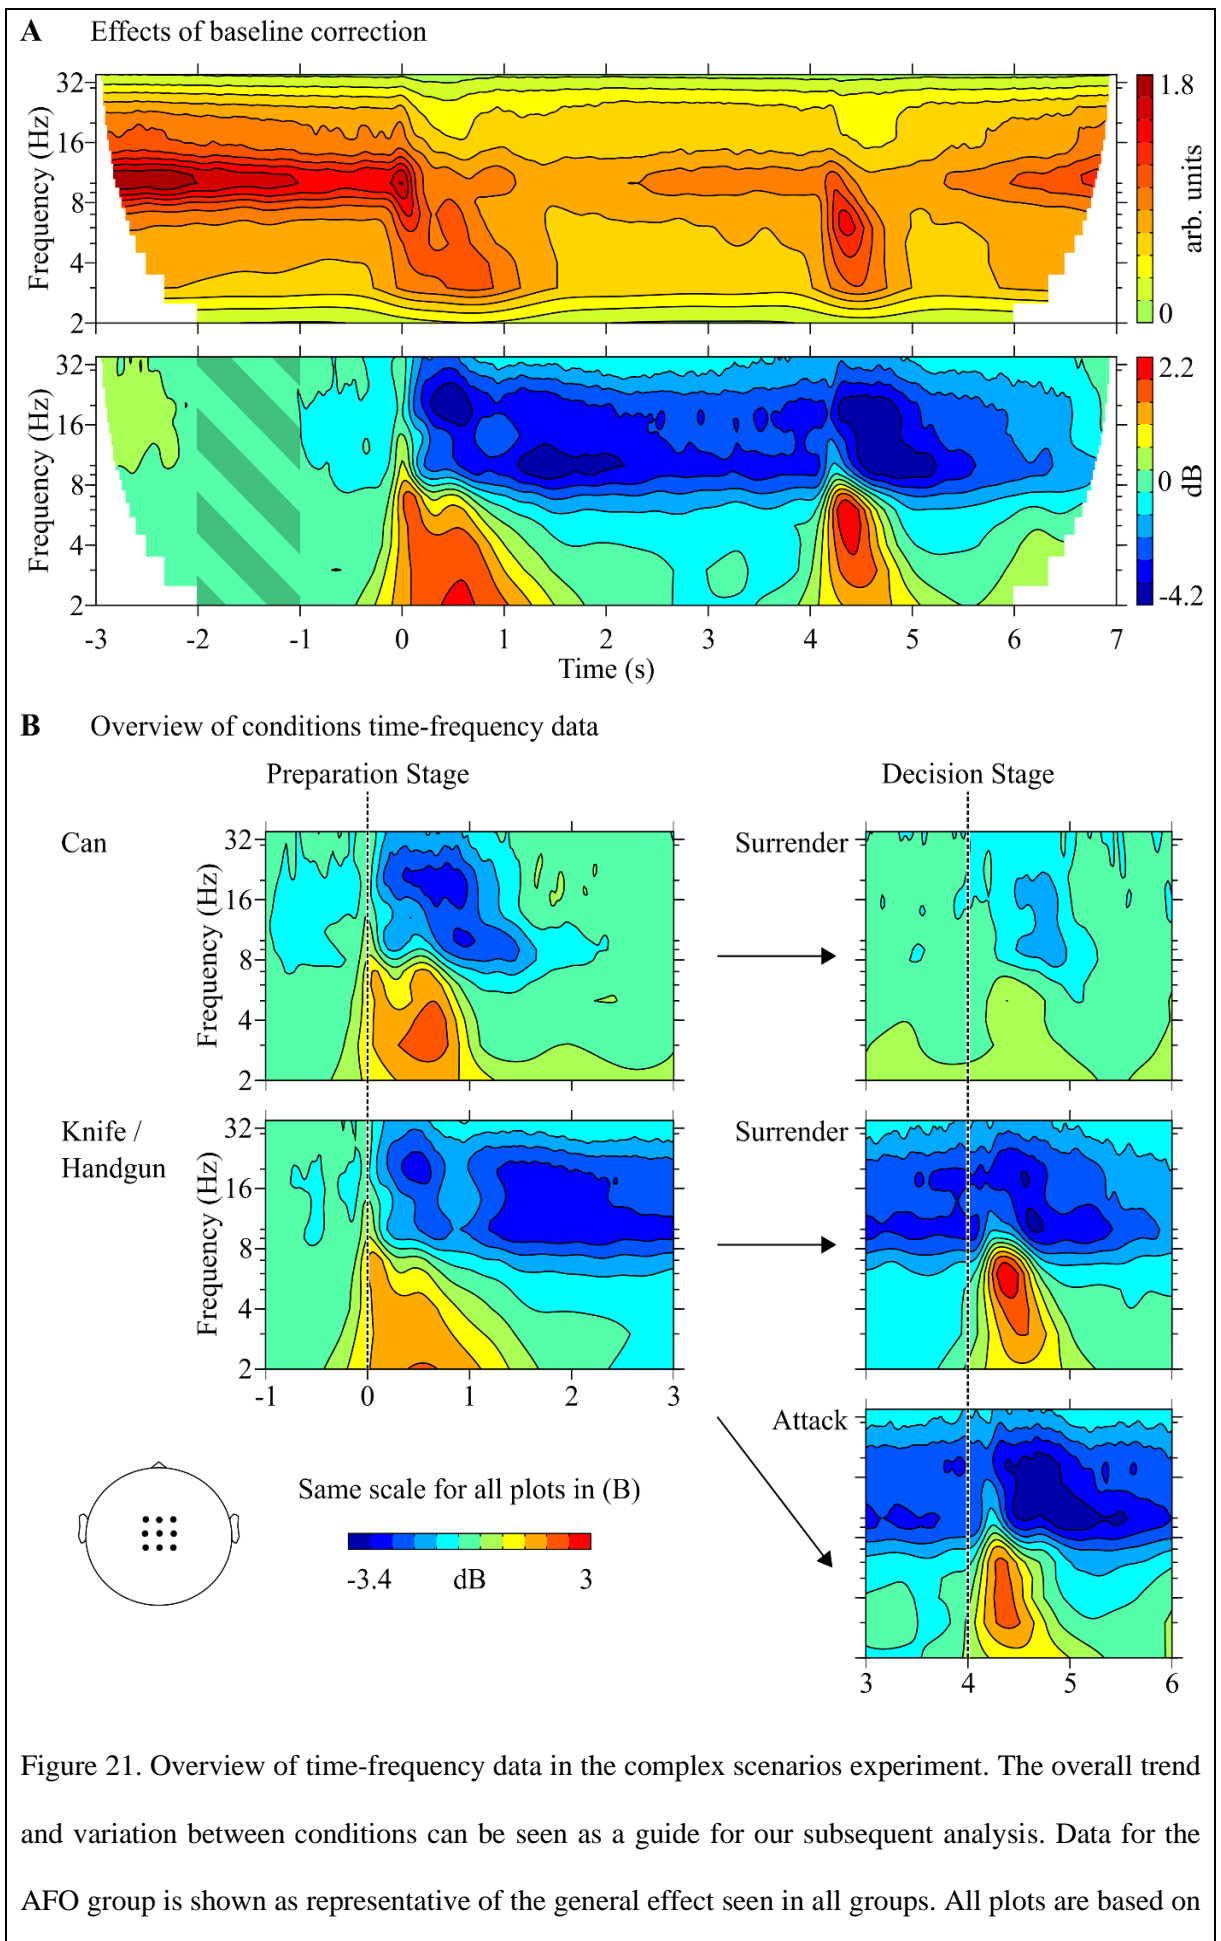 A Effects of baseline correction
32
16
8
4
2
Frequency (Hz)
1.8
0
arb. units
32
16
8
4
2
Frequency (Hz)
2.2
0
-4.2
dB
-3 -2 -1 0 1 2 3 4 5 6 7
Time (s)
B Overview of conditions time-frequency data
Preparation Stage Decision Stage
Can
32
16
8
4
2
Frequency (Hz)
Surrender
Knife /
Handgun
32
16
8
4
2
Frequency (Hz)
-1 0 1 2 3
Surrender
Attack
3 4 5 6
Same scale for all plots in (B)
-3.4 dB 3
Figure 21. Overview of time-frequency data in the complex scenarios experiment. The overall trend
and variation between conditions can be seen as a guide for our subsequent analysis. Data for the
AFO group is shown as representative of the general effect seen in all groups. All plots are based on